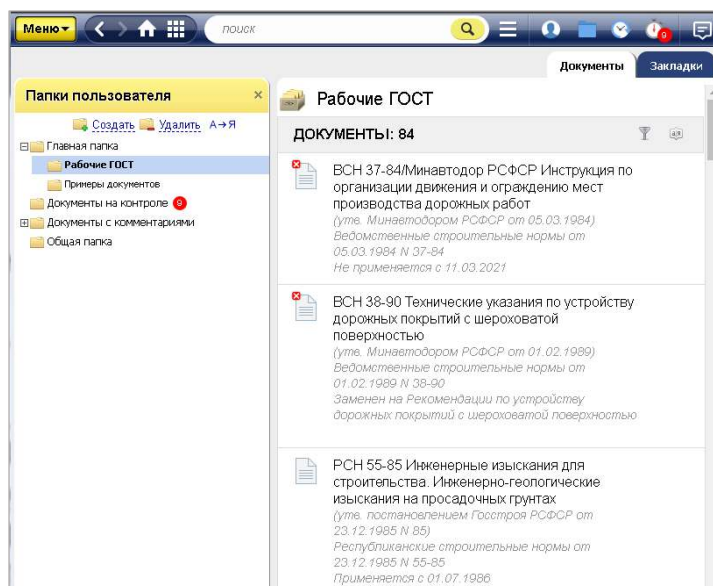 Меню
поиск
9
Документы
Закладки
Папки пользователя
×
Создать Удалить А→Я
Главная папка
Рабочие ГОСТ
Примеры документов
Документы на контроле 9
Документы с комментариями
Общая папка
Рабочие ГОСТ
ДОКУМЕНТЫ: 84
ВСН 37-84/Минавтодор РСФСР Инструкция по
организации движения и ограждению мест
производства дорожных работ
(утв. Минавтодором РСФСР от 05.03.1984)
Ведомственные строительные нормы от
05.03.1984 N 37-84
Не применяется с 11.03.2021
ВСН 38-90 Технические указания по устройству
дорожных покрытий с шероховатой
поверхностью
(утв. Минавтодором РСФСР от 01.02.1989)
Ведомственные строительные нормы от
01.02.1989 N 38-90
Заменен на Рекомендации по устройству
дорожных покрытий с шероховатой поверхностью
РСН 55-85 Инженерные изыскания для
строительства. Инженерно-геологические
изыскания на просадочных грунтах
(утв. постановлением Госстроя РСФСР от
23.12.1985 N 85)
Республиканские строительные нормы от
23.12.1985 N 55-85
Применяется с 01.07.1986